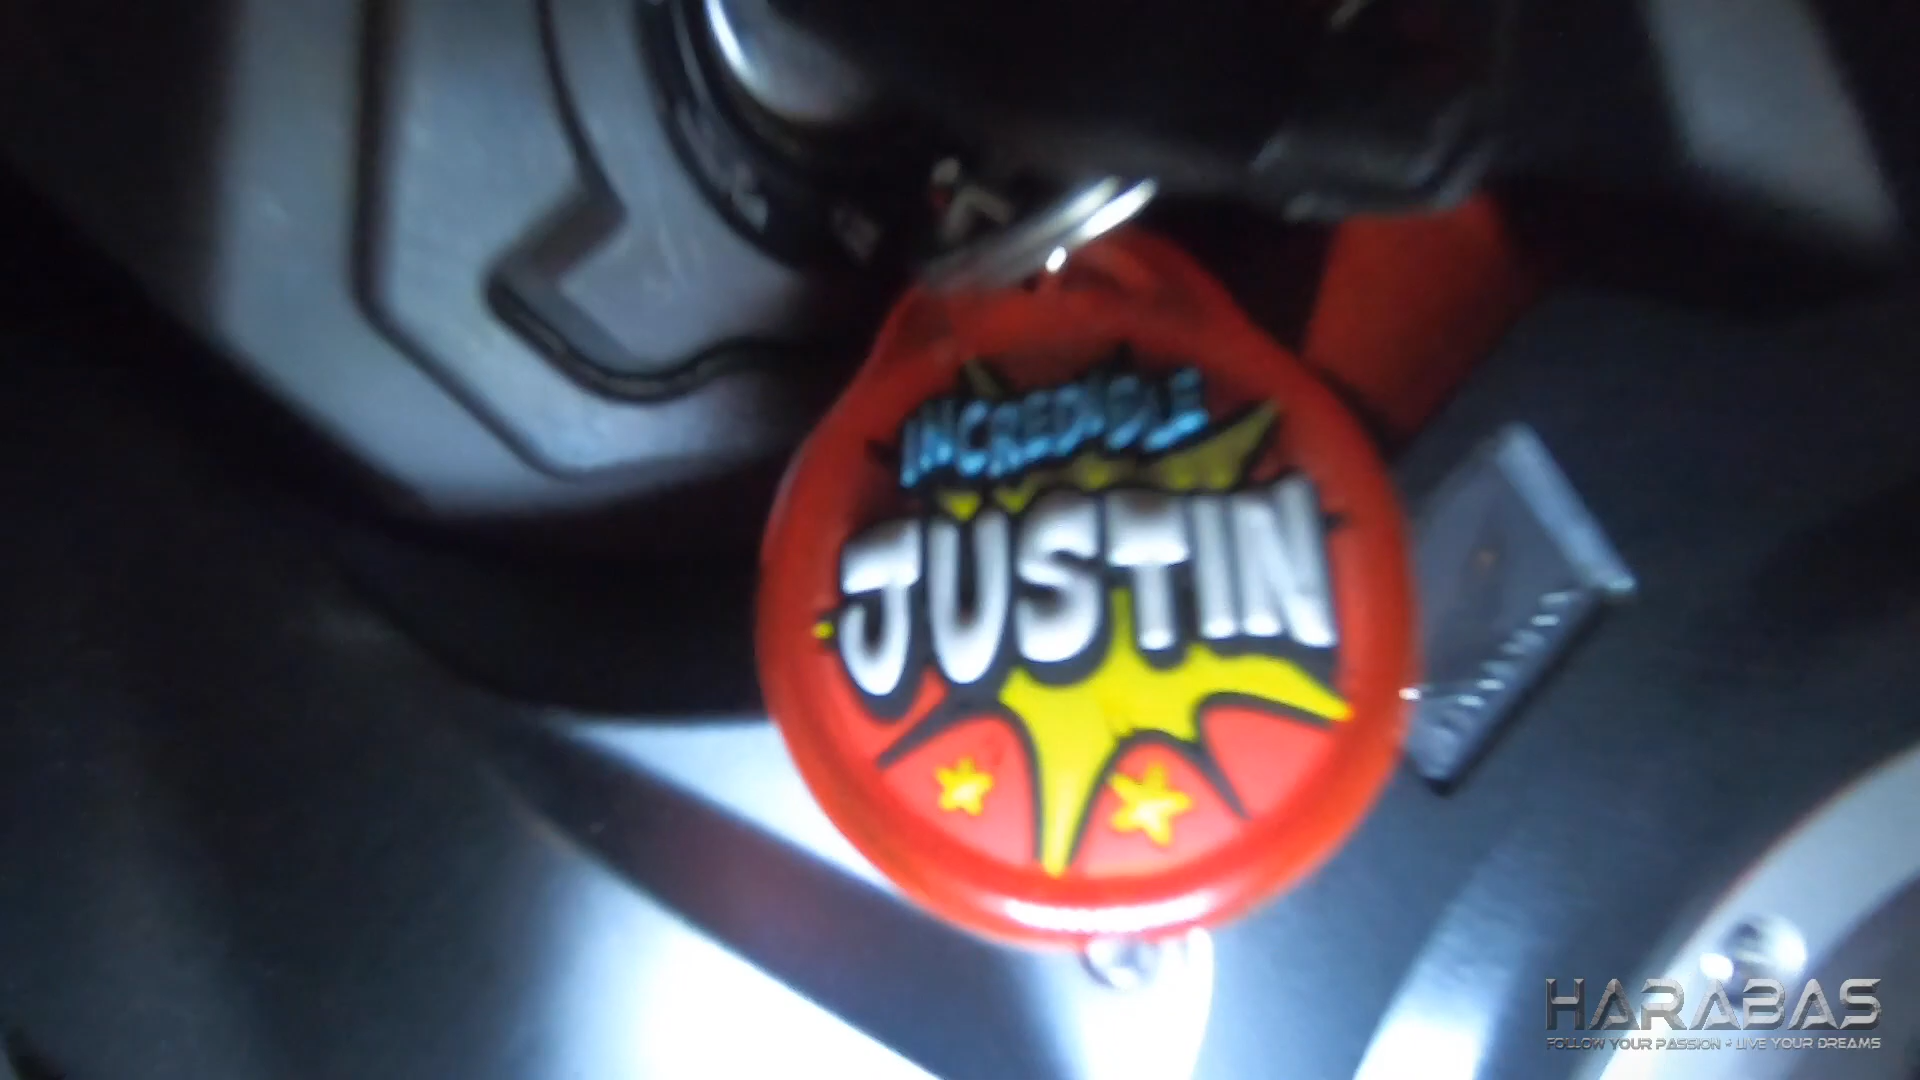 INCREDIBLE
JUSTIN
HARABAS
FOLLOW YOUR PASSION • LIVE YOUR DREAMS